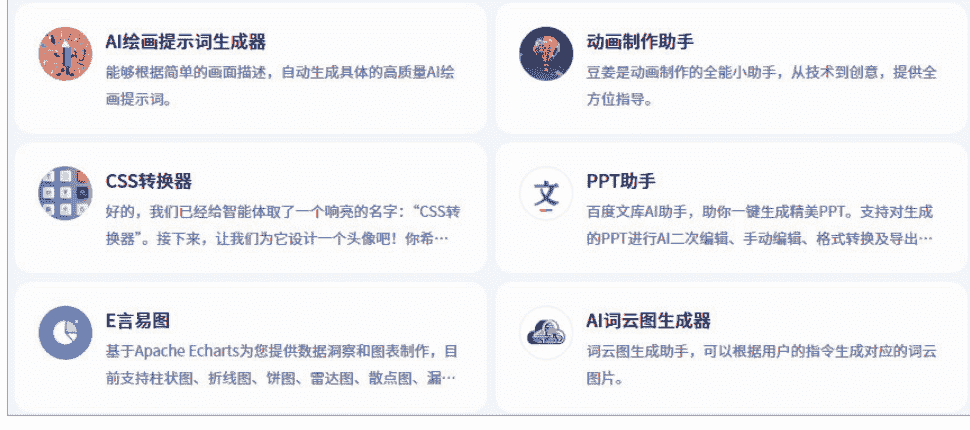 AI绘画提示词生成器
能够根据简单的画面描述，自动生成具体的高质量AI绘
画提示词。
动画制作助手
豆姜是动画制作的全能小助手，从技术到创意，提供全
方位指导。
CSS转换器
好的，我们已经给智能体取了一个响亮的名字：“CSS转
换器”。接下来，让我们为它设计一个头像吧！你希…
PPT助手
百度文库AI助手，助你一键生成精美PPT。支持对生成
的PPT进行AI二次编辑、手动编辑、格式转换及导出…
文
E言易图
基于Apache Echarts为您提供数据洞察和图表制作，目
前支持柱状图、折线图、饼图、雷达图、散点图、漏…
AI词云图生成器
词云图生成助手，可以根据用户的指令生成对应的词云
图片。